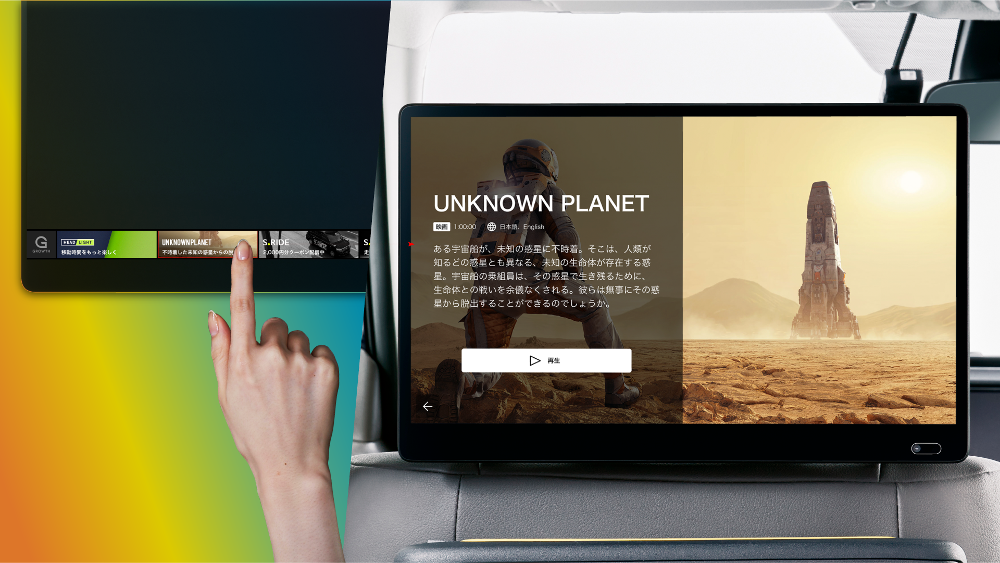 G
GROWTH
HEAD LIGHT
移動時間をもっと楽しく
UNKNOWN PLANET
不時着した未知の惑星からの脱
S.RIDE
2,000円分クーポン配信中
S.RIDE
S.
走
UNKNOWN PLANET
映画 1:00:00 日本語、English
ある宇宙船が、未知の惑星に不時着。そこは、人類が
知るどの惑星とも異なる、未知の生命体が存在する惑
星。宇宙船の乗組員は、その惑星で生き残るために、
生命体との戦いを余儀なくされる。彼らは無事にその惑
星から脱出することができるのでしょうか。
再生